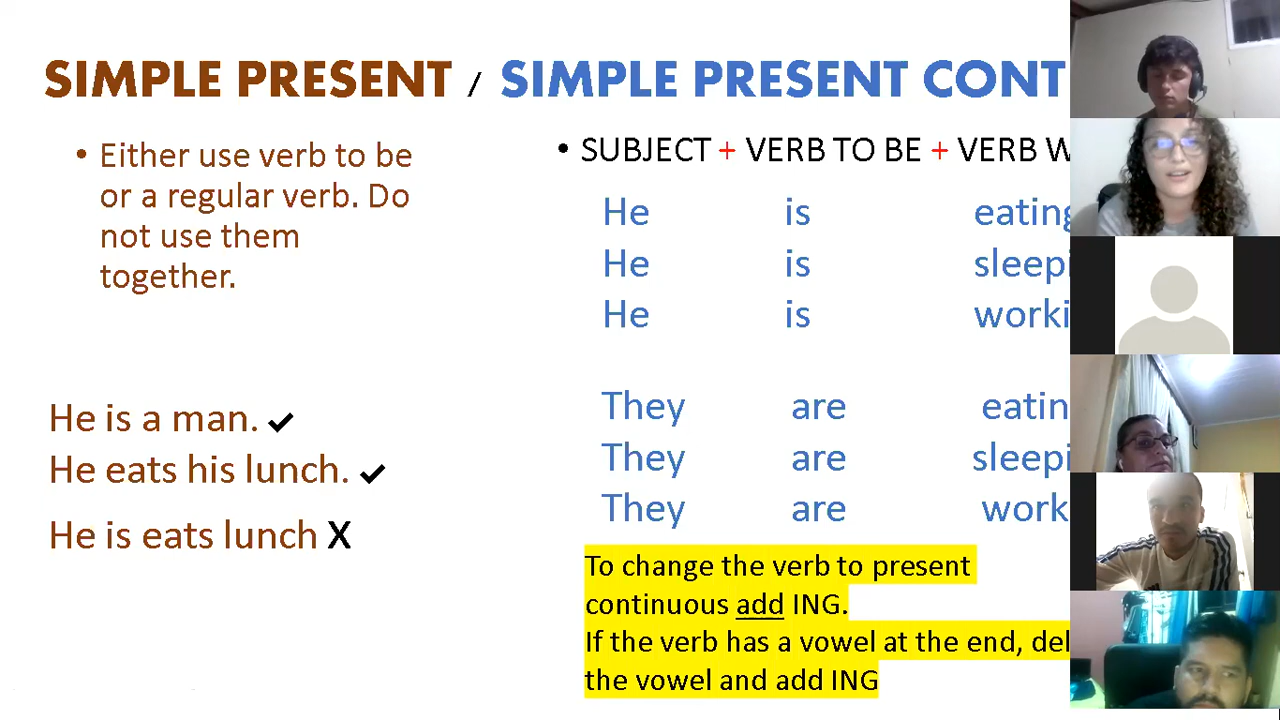 SIMPLE PRESENT / SIMPLE PRESENT CONT
• Either use verb to be
or a regular verb. Do
not use them
together.
He is a man. ✓
He eats his lunch. ✓
He is eats lunch X
• SUBJECT + VERB TO BE + VERB W
He is eating
He is sleepi
He is worki
They are eatin
They are sleepi
They are work
To change the verb to present
continuous add ING.
If the verb has a vowel at the end, del
the vowel and add ING